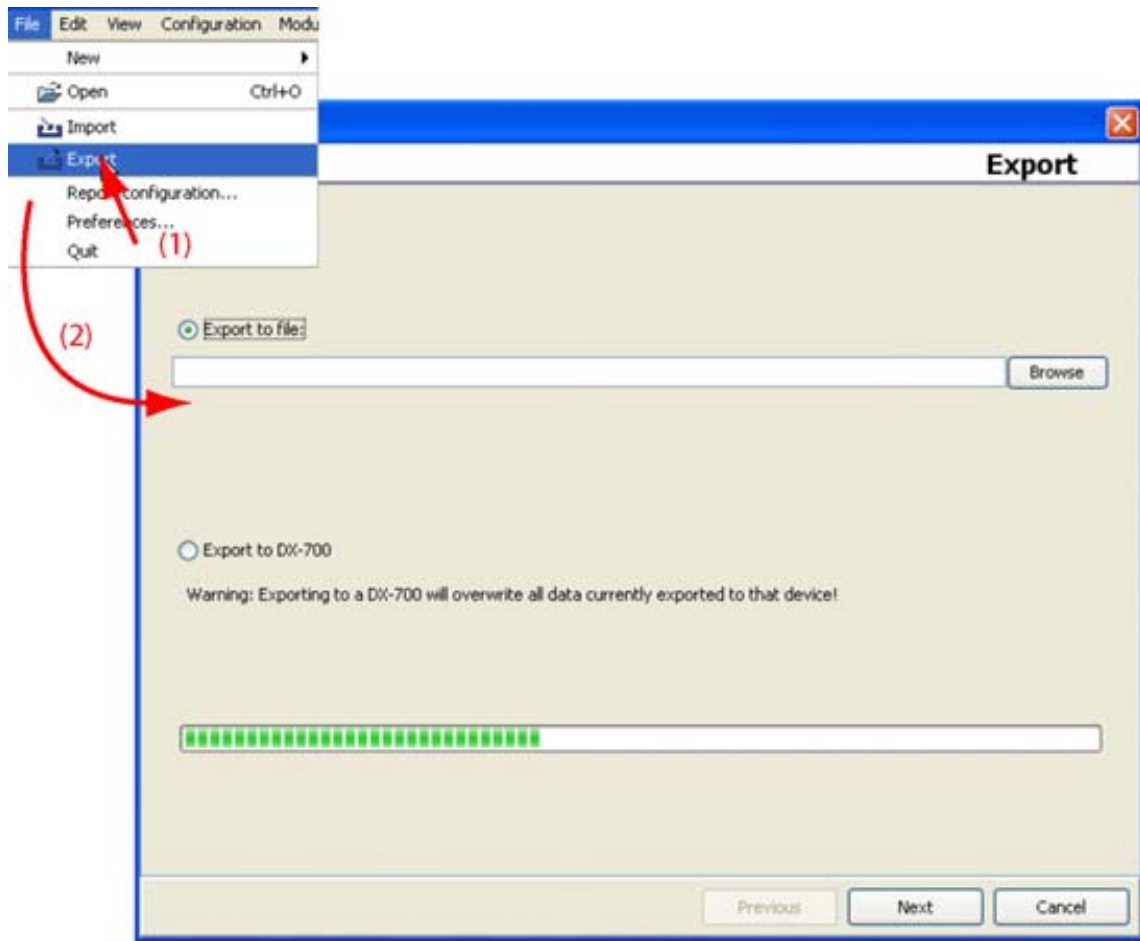 File Edit View Configuration Modu
New
Open Ctrl+O
Import
Export
Report configuration...
Preferences...
Quit
(1)
(2)
Export
Export to file:
Browse
Export to DX-700
Warning: Exporting to a DX-700 will overwrite all data currently exported to that device!
Previous Next Cancel